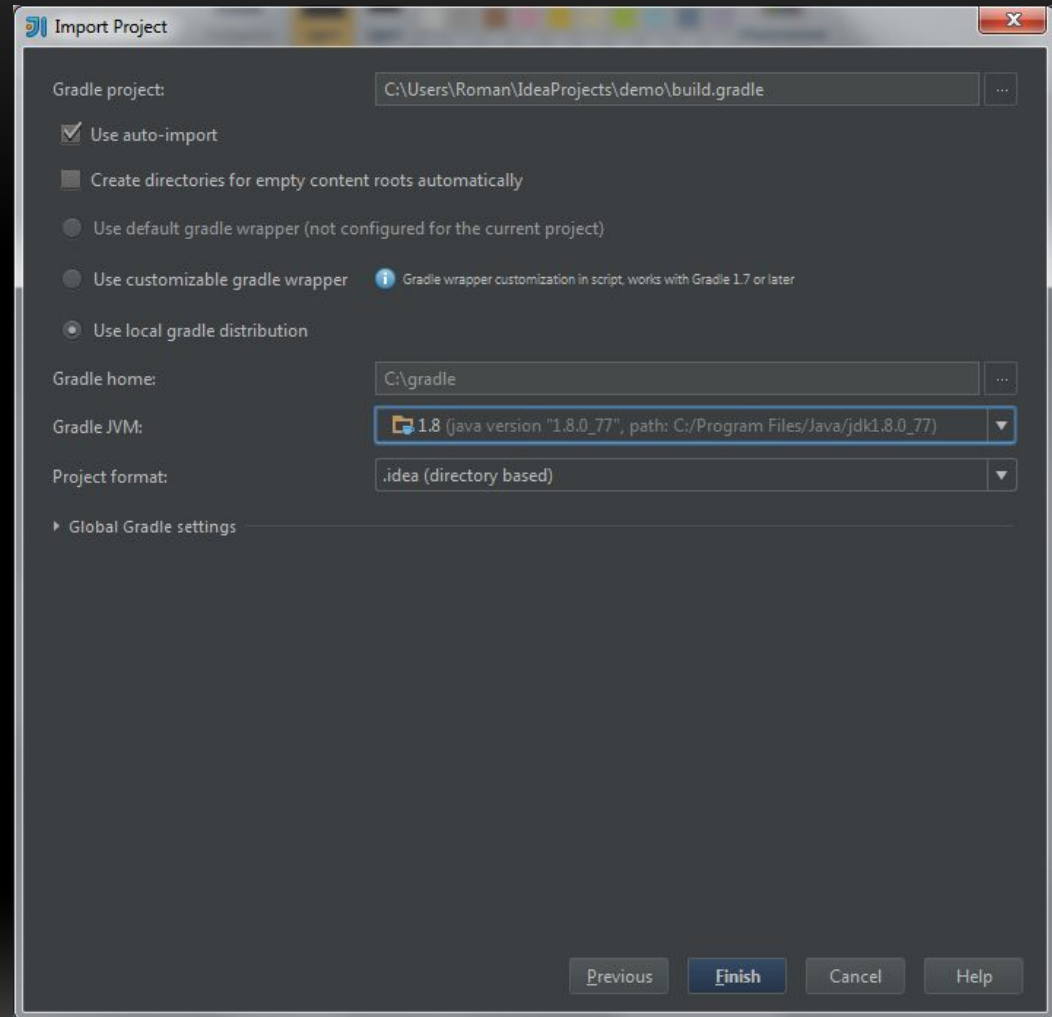 Import Project
Gradle project: C:\Users\Roman\IdeaProjects\demo\build.gradle ...
Use auto-import
Create directories for empty content roots automatically
Use default gradle wrapper (not configured for the current project)
Use customizable gradle wrapper Gradle wrapper customization in script, works with Gradle 1.7 or later
Use local gradle distribution
Gradle home: C:\gradle ...
Gradle JVM: 1.8 (java version "1.8.0_77", path: C:/Program Files/Java/jdk1.8.0_77)
Project format: .idea (directory based)
Global Gradle settings
Previous Finish Cancel Help